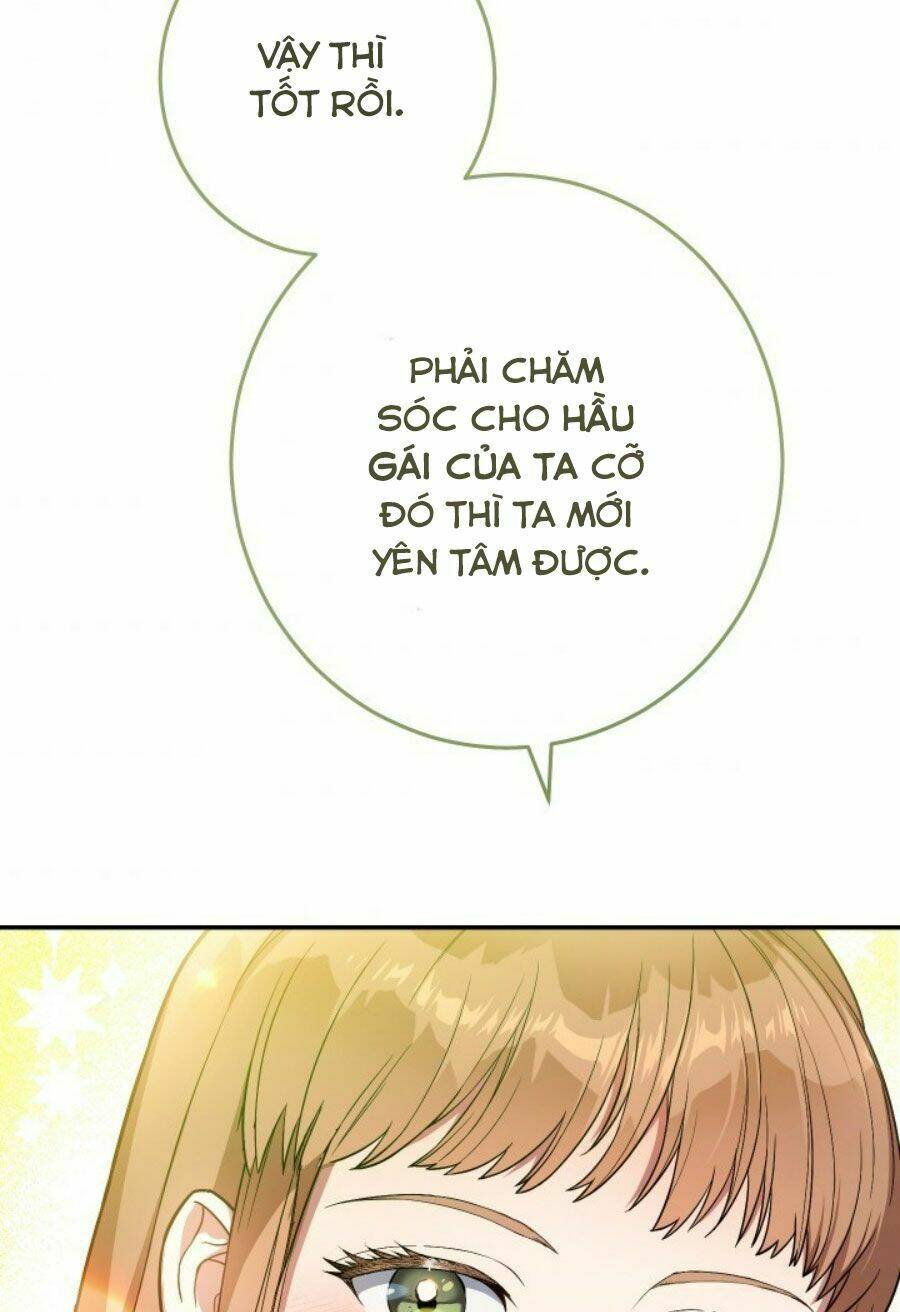 VẬY THÌ
TỐT RỒI.
PHẢI CHĂM
SÓC CHO HẦU
GÁI CỦA TA CỠ
ĐÓ THÌ TA MỚI
YÊN TÂM ĐƯỢC.